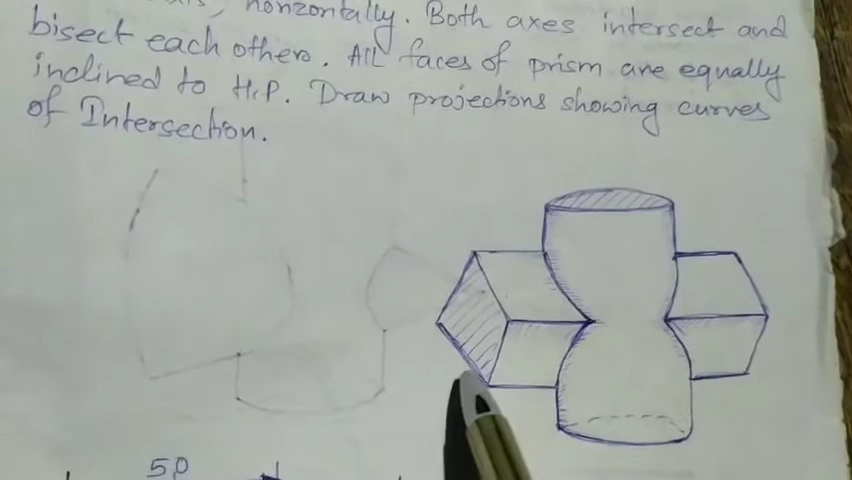 horizontally. Both axes intersect and
bisect each others. All faces of prism are equally
inclined to H.P. Draw projections showing curves
of Intersection.
50